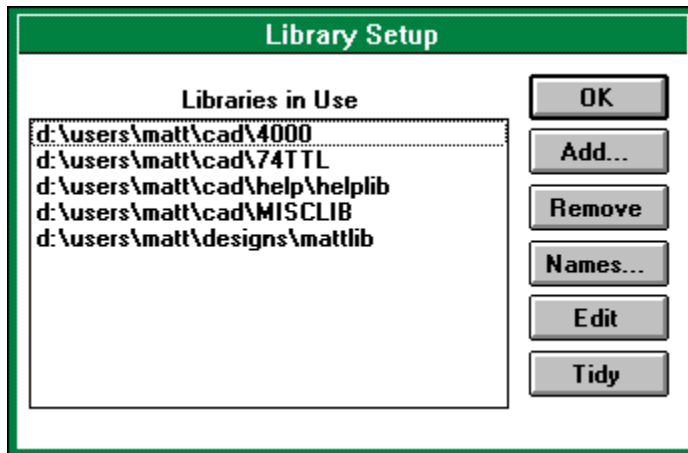 Library Setup
Libraries in Use
d:\users\matt\cad\4000
d:\users\matt\cad\74TTL
d:\users\matt\cad\help\helplib
d:\users\matt\cad\MISCLIB
d:\users\matt\designs\mattlib
OK
Add...
Remove
Names...
Edit
Tidy